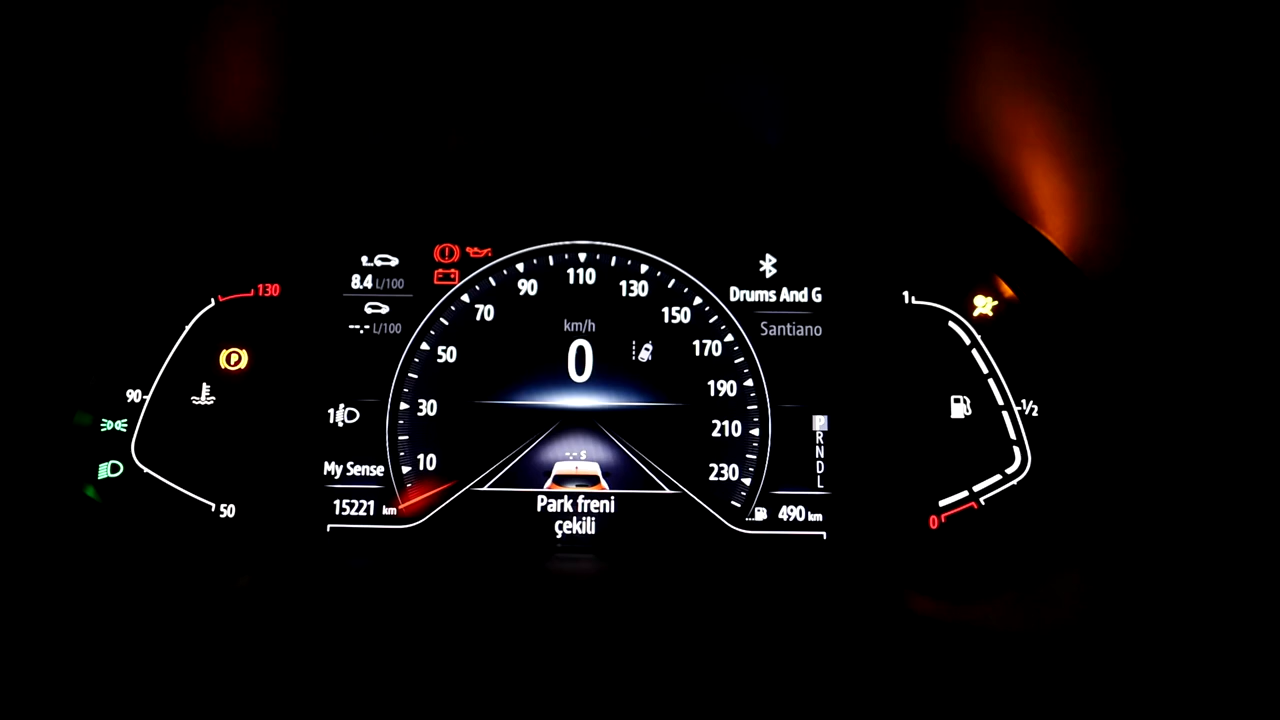 130
90
50
P
8.4 L/100
--.- L/100
1
My Sense
15221 km
10
30
50
70
90
110
130
150
170
190
210
230
km/h
0
-.- s
Park freni
çekili
Drums And G
Santiano
P
R
N
D
L
490 km
1
1/2
0